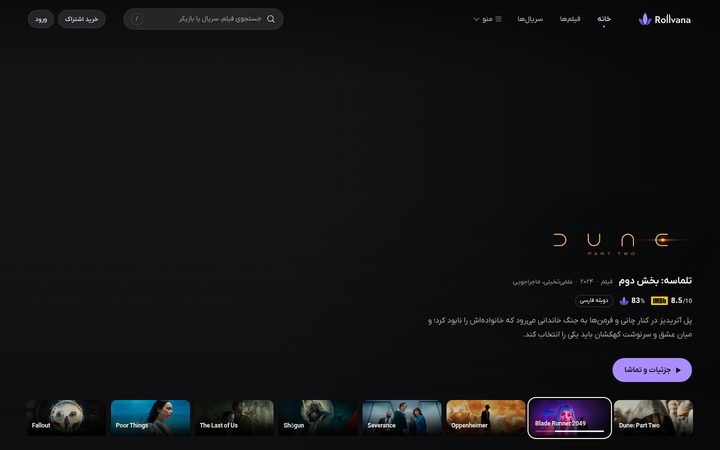 Rollvana
خانه
فیلم‌ها
سریال‌ها
منو
جستجوی فیلم، سریال یا بازیگر
/
خرید اشتراک
ورود
DUNE
PART TWO
تلماسه: بخش دوم فیلم · ۲۰۲۴ · علمی‌تخیلی، ماجراجویی
8.5/10 IMDb 83% دوبله فارسی
پل آتریدیز در کنار چانی و فرمن‌ها به جنگ خاندانی می‌رود که خانواده‌اش را نابود کرد؛ و
میان عشق و سرنوشت کهکشان باید یکی را انتخاب کند.
جزئیات و تماشا
Dune: Part Two
Blade Runner 2049
Oppenheimer
Severance
Shōgun
The Last of Us
Poor Things
Fallout